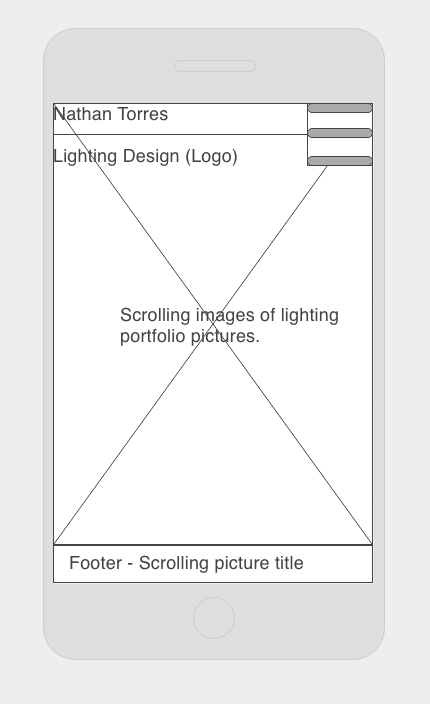 Nathan Torres
Lighting Design (Logo)
Scrolling images of lighting
portfolio pictures.
Footer - Scrolling picture title